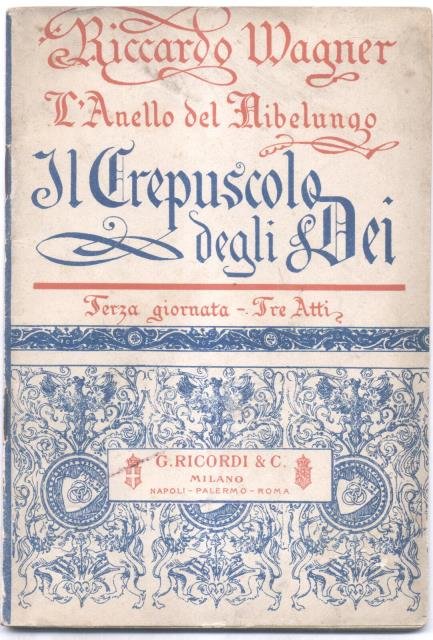 Riccardo Wagner
L'Anello del Nibelungo
Il Crepuscolo
degli Dei
Terza giornata - Tre Atti
G. RICORDI & C.
MILANO
NAPOLI - PALERMO - ROMA